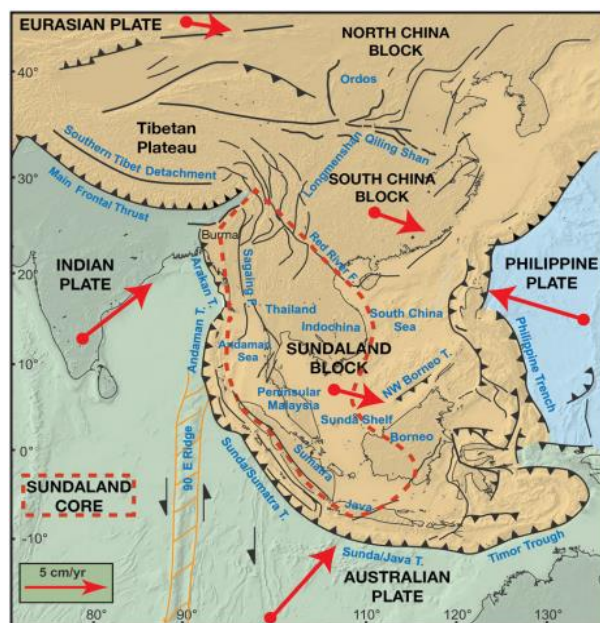 EURASIAN PLATE
NORTH CHINA
BLOCK
40°
Ordos
Tibetan
Plateau
Longmenshan
Qiling Shan
Southern Tibet Detachment
Main Frontal Thrust
30°
SOUTH CHINA
BLOCK
Burma
Red River F.
20°
INDIAN
PLATE
Arakan T.
Sagaing F.
PHILIPPINE
PLATE
Thailand
South China
Sea
Indochina
Andaman T.
Andaman
Sea
10°
SUNDALAND
BLOCK
Philippine Trench
NW Borneo T.
Peninsular
Malaysia
Sunda Shelf
0°
Borneo
90 E Ridge
Sumatra
SUNDALAND
CORE
Sunda/Sumatra T.
Java
-10°
Sunda/Java T.
Timor Trough
5 cm/yr
AUSTRALIAN
PLATE
80°
90°
100°
110°
120°
130°